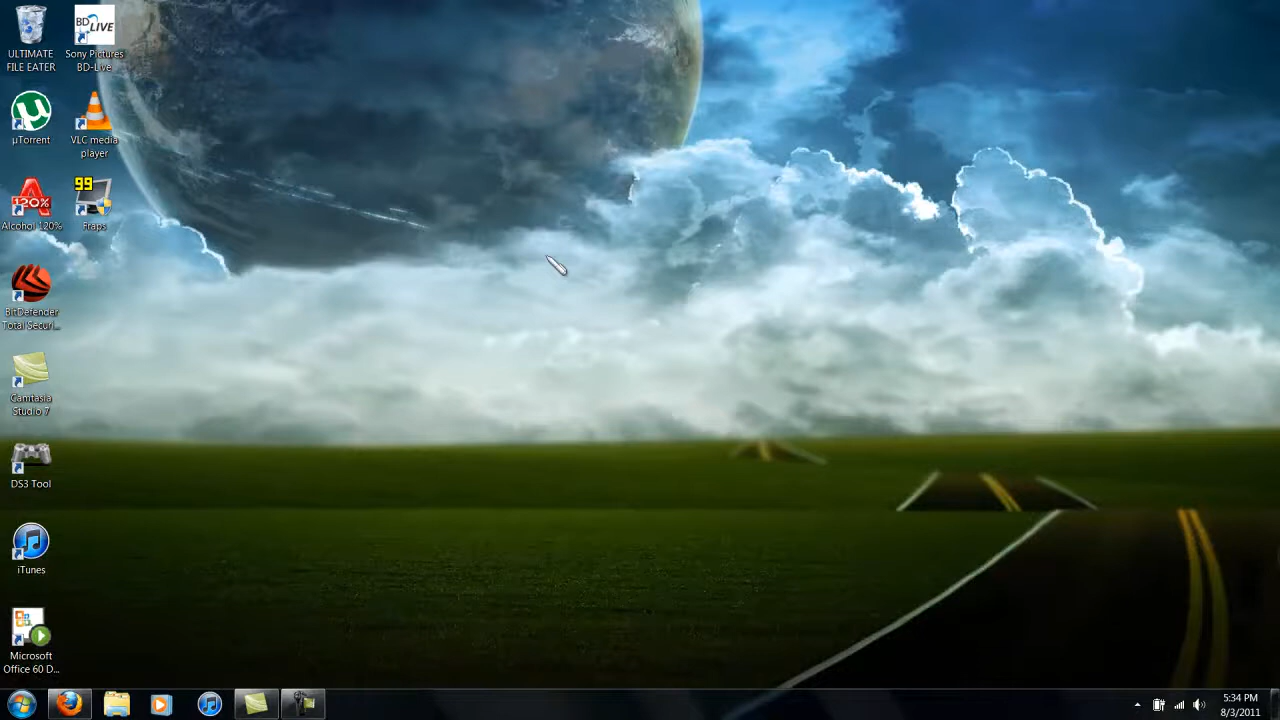 ULTIMATE
FILE EATER
BD LIVE
Sony Pictures
BD-Live
µTorrent
VLC media
player
120%
Alcohol 120%
99
Fraps
BitDefender
Total Securi...
Camtasia
Studio 7
DS3 Tool
iTunes
Microsoft
Office 60 D...
5:34 PM
8/3/2011